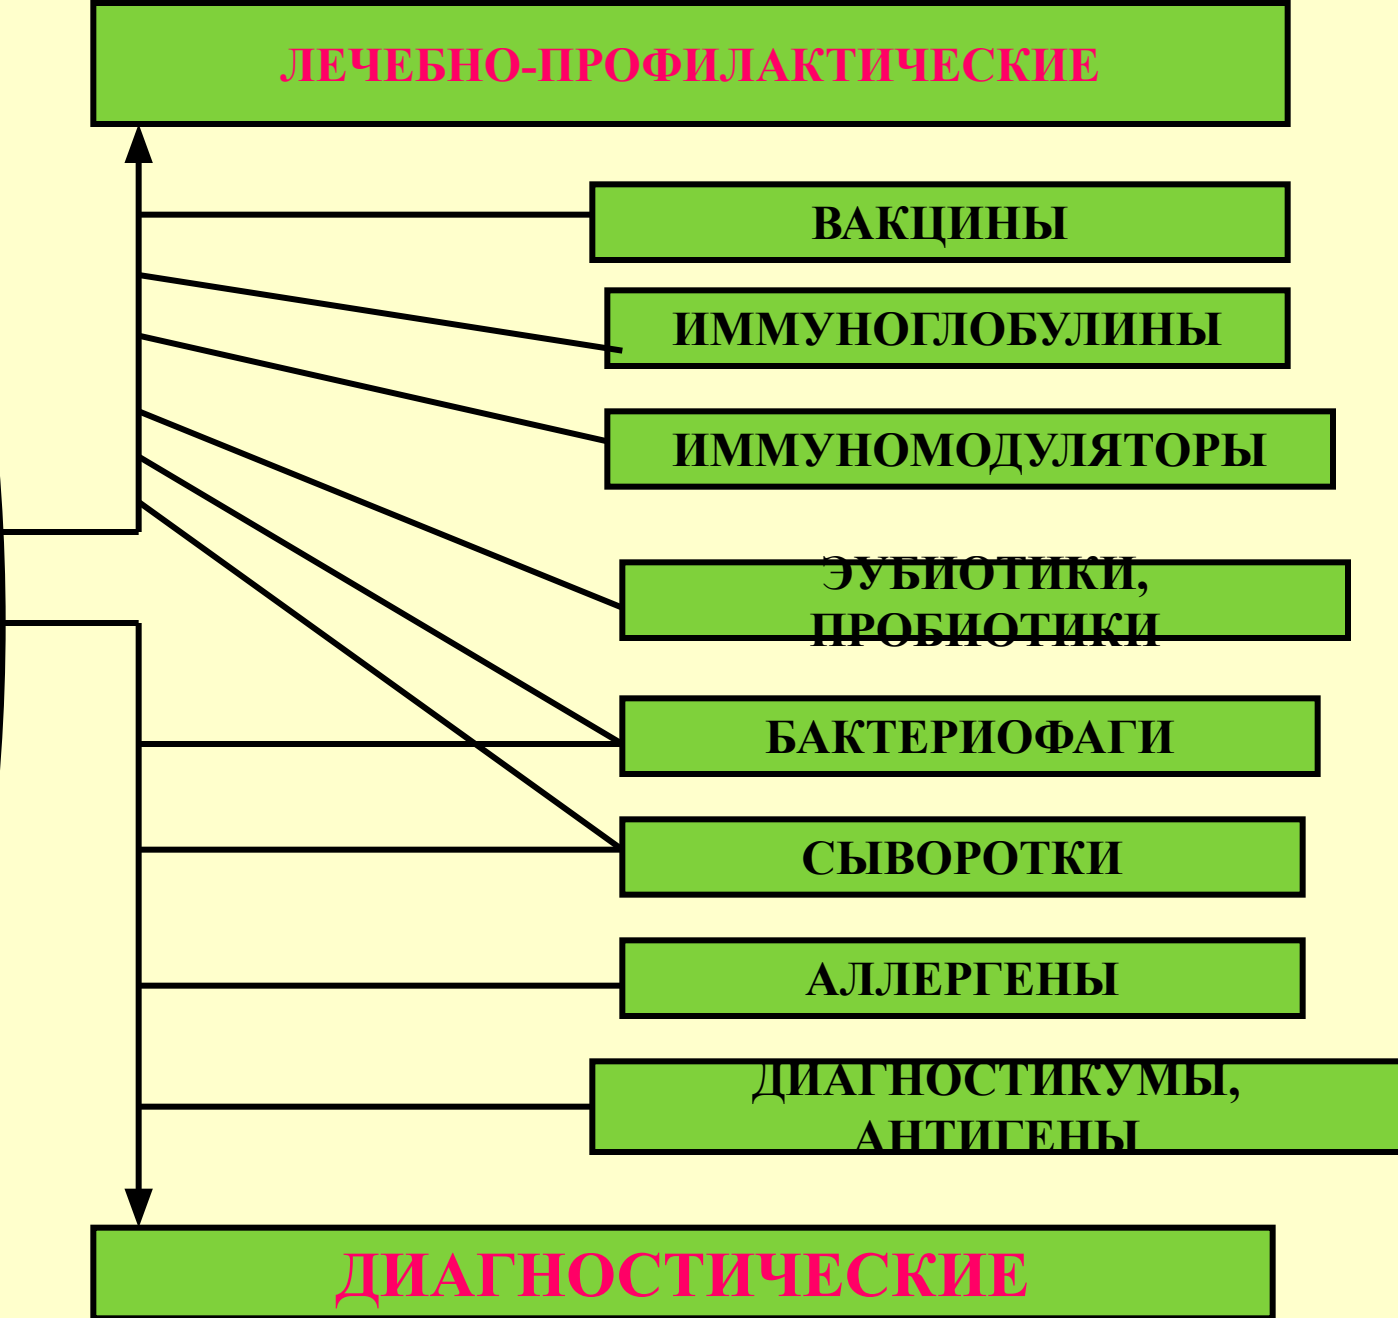 ЛЕЧЕБНО-ПРОФИЛАКТИЧЕСКИЕ
ВАКЦИНЫ
ИММУНОГЛОБУЛИНЫ
ИММУНОМОДУЛЯТОРЫ
ЭУБИОТИКИ,
ПРОБИОТИКИ
БАКТЕРИОФАГИ
СЫВОРОТКИ
АЛЛЕРГЕНЫ
ДИАГНОСТИКУМЫ,
АНТИГЕНЫ
ДИАГНОСТИЧЕСКИЕ